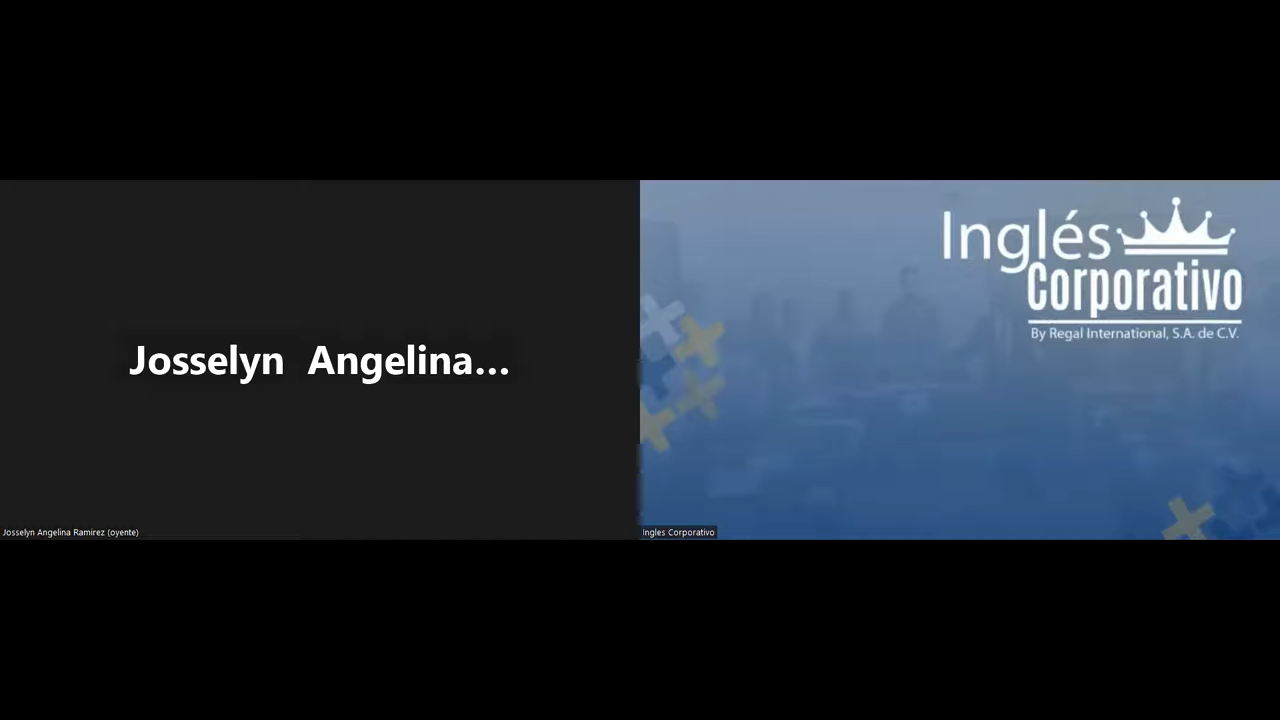 Josselyn  Angelina...
Josselyn Angelina Ramirez (oyente)
Inglés
Corporativo
By Regal International, S.A. de C.V.
Ingles Corporativo